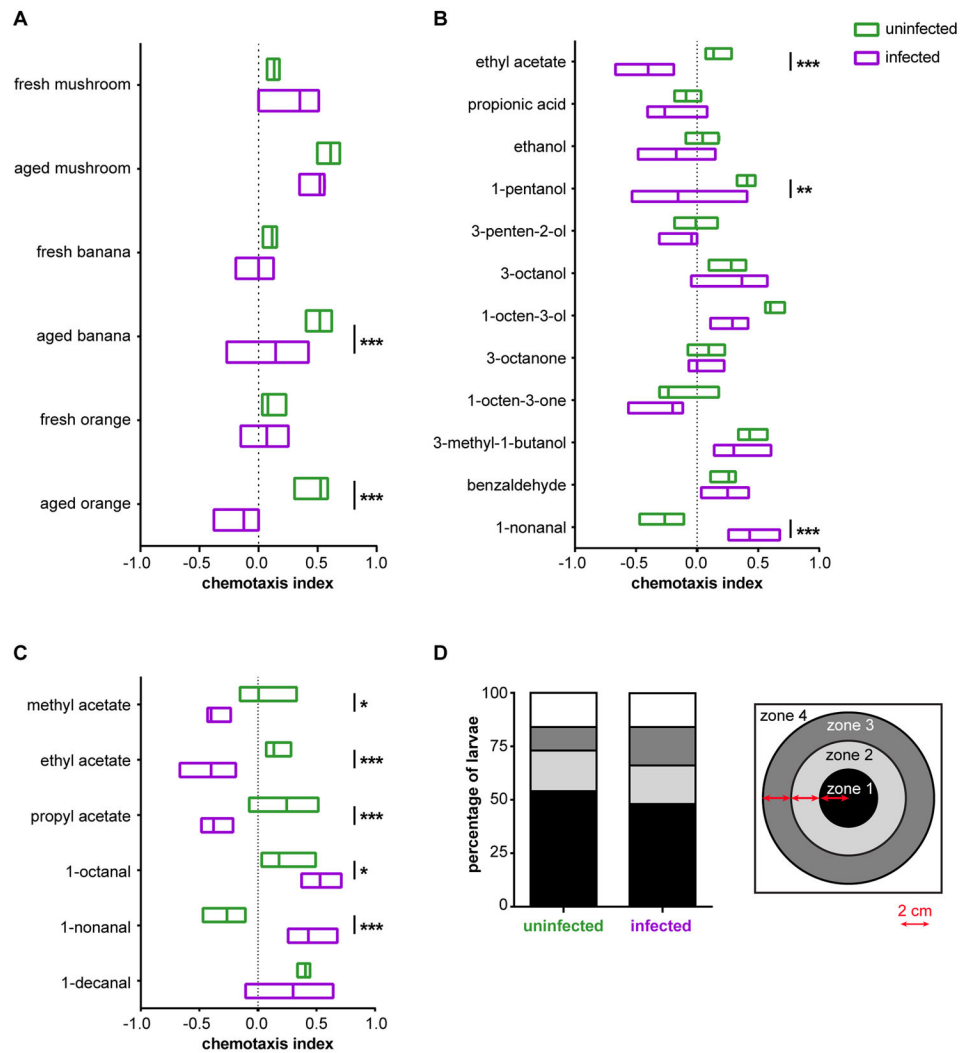 A
fresh mushroom
aged mushroom
fresh banana
aged banana
***
fresh orange
aged orange
***
-1.0 -0.5 0.0 0.5 1.0
chemotaxis index
B
uninfected
infected
ethyl acetate
***
propionic acid
ethanol
1-pentanol
**
3-penten-2-ol
3-octanol
1-octen-3-ol
3-octanone
1-octen-3-one
3-methyl-1-butanol
benzaldehyde
1-nonanal
***
-1.0 -0.5 0.0 0.5 1.0
chemotaxis index
C
methyl acetate
*
ethyl acetate
***
propyl acetate
***
1-octanal
*
1-nonanal
***
1-decanal
-1.0 -0.5 0.0 0.5 1.0
chemotaxis index
D
percentage of larvae
100
75
50
25
0
uninfected infected
zone 4
zone 3
zone 2
zone 1
2 cm